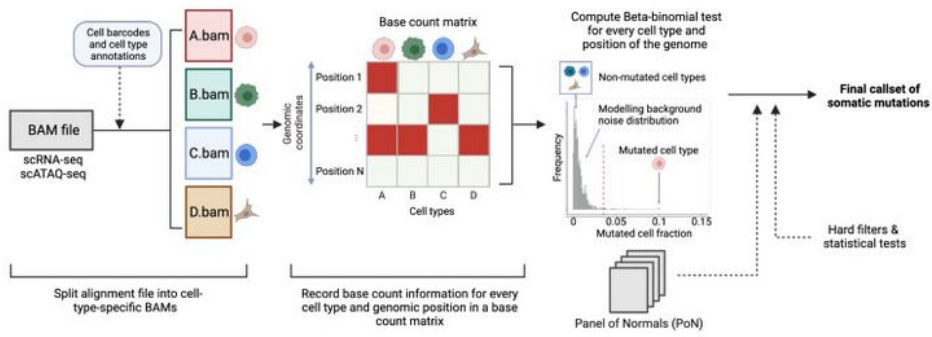 Cell barcodes
and cell type
annotations
BAM file
scRNA-seq
scATAQ-seq
A.bam
B.bam
C.bam
D.bam
Split alignment file into cell-
type-specific BAMs
Base count matrix
Genomic
coordinates
Position 1
Position 2
...
Position N
A B C D
Cell types
Record base count information for every
cell type and genomic position in a base
count matrix
Compute Beta-binomial test
for every cell type and
position of the genome
Non-mutated cell types
Modelling background
noise distribution
Mutated cell type
Frequency
0 0.05 0.1 0.15
Mutated cell fraction
Panel of Normals (PoN)
Final callset of
somatic mutations
Hard filters &
statistical tests